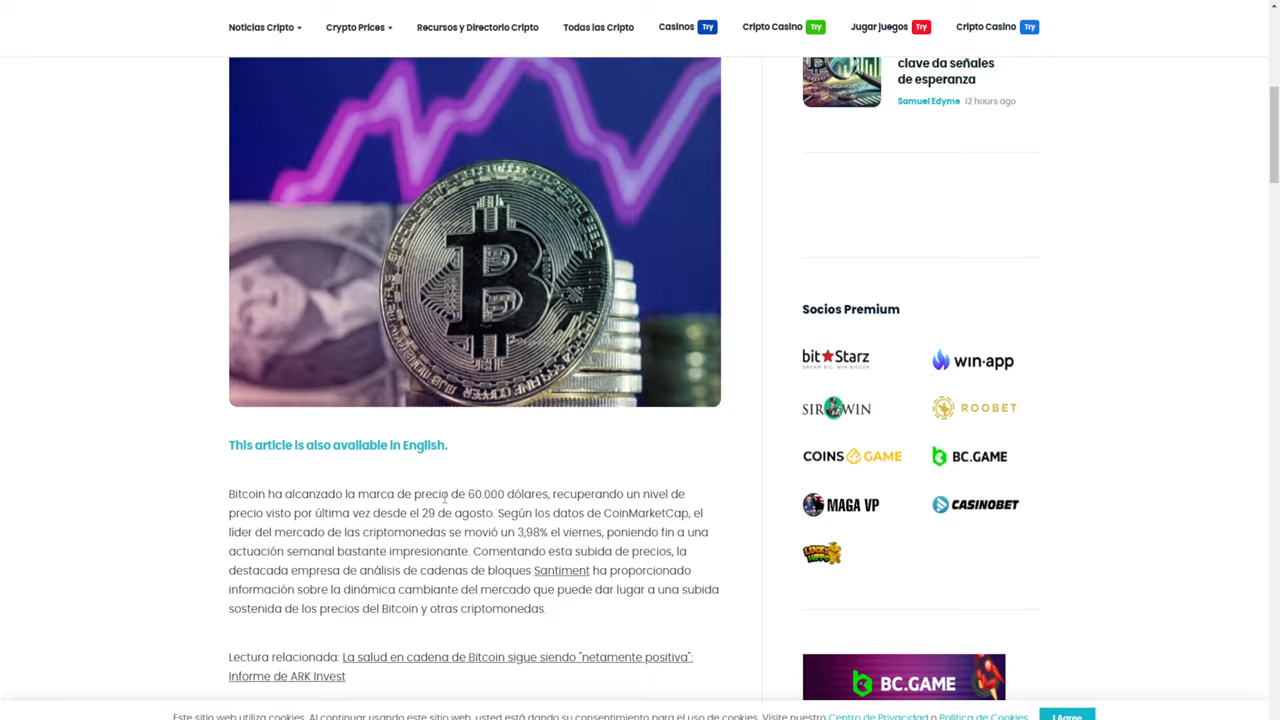 Noticias Cripto
Crypto Prices
Recursos y Directorio Cripto
Todas las Cripto
Casinos Try
Cripto Casino Try
Jugar juegos Try
Cripto Casino Try
clave da señales
de esperanza
Samuel Edyme 12 hours ago
Socios Premium
bitStarz
DREAM BIG. WIN BIGGER
win·app
SIRWIN
ROOBET
COINS GAME
BC.GAME
MAGA VP
CASINOBET
BC.GAME
This article is also available in English.
Bitcoin ha alcanzado la marca de precio de 60.000 dólares, recuperando un nivel de
precio visto por última vez desde el 29 de agosto. Según los datos de CoinMarketCap, el
líder del mercado de las criptomonedas se movió un 3,98% el viernes, poniendo fin a una
actuación semanal bastante impresionante. Comentando esta subida de precios, la
destacada empresa de análisis de cadenas de bloques Santiment ha proporcionado
información sobre la dinámica cambiante del mercado que puede dar lugar a una subida
sostenida de los precios del Bitcoin y otras criptomonedas.
Lectura relacionada: La salud en cadena de Bitcoin sigue siendo "netamente positiva":
Informe de ARK Invest
Este sitio web utiliza cookies. Al continuar usando este sitio web, usted está dando su consentimiento para el uso de cookies. Visite nuestro Centro de Privacidad o Política de Cookies.
I Agree